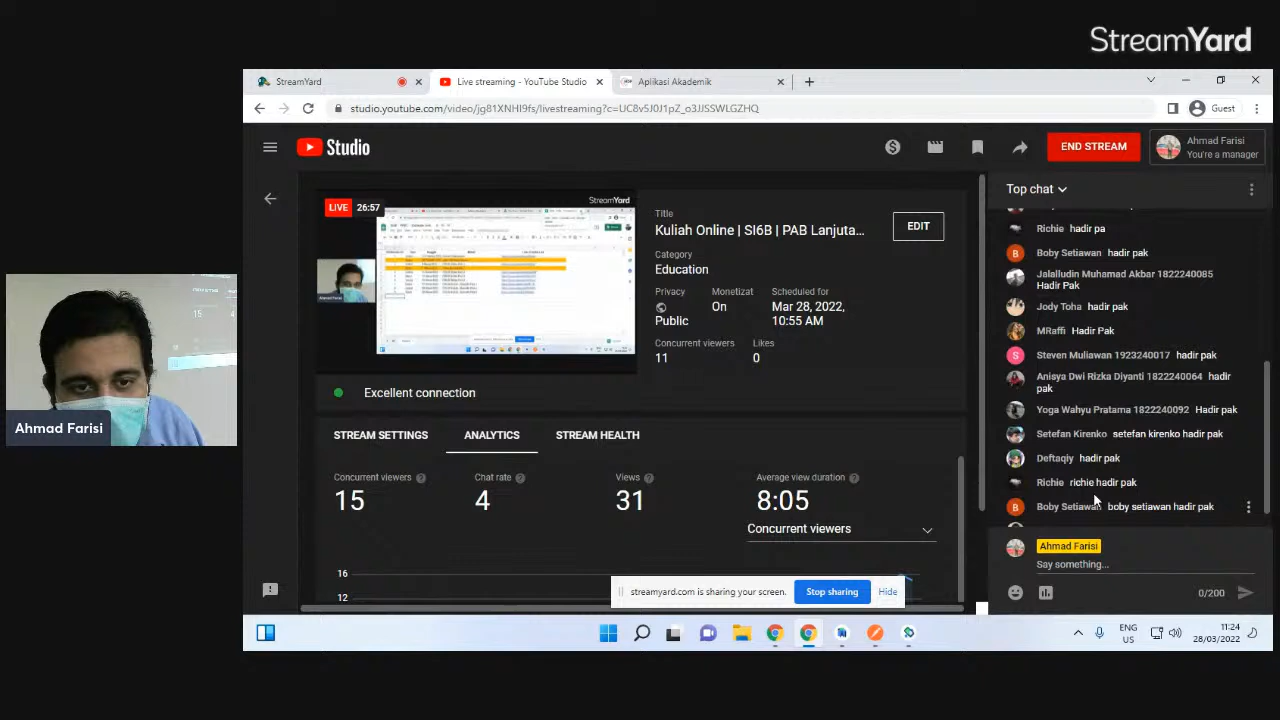 StreamYard
StreamYard
Live streaming - YouTube Studio
Aplikasi Akademik
studio.youtube.com/video/jg81XNHI9fs/livestreaming?c=UC8v5J0J1pZ_o3JJSSWLGZHQ
Guest
Studio
END STREAM
Ahmad Farisi
You're a manager
LIVE 26:57
StreamYard
Title
Kuliah Online | SI6B | PAB Lanjuta...
EDIT
Category
Education
Privacy
Public
Monetizat
On
Scheduled for
Mar 28, 2022,
10:55 AM
Concurrent viewers
11
Likes
0
Excellent connection
STREAM SETTINGS
ANALYTICS
STREAM HEALTH
Concurrent viewers
15
Chat rate
4
Views
31
Average view duration
8:05
Concurrent viewers
16
12
streamyard.com is sharing your screen.
Stop sharing
Hide
Top chat
Richie hadir pa
Boby Setiawan hadir pak
Jalalludin Muhamad Akbar 1822240085
Hadir Pak
Jody Toha hadir pak
MRaffi Hadir Pak
Steven Muliawan 1923240017 hadir pak
Anisya Dwi Rizka Diyanti 1822240064 hadir
pak
Yoga Wahyu Pratama 1822240092 Hadir pak
Setefan Kirenko setefan kirenko hadir pak
Deftaqiy hadir pak
Richie richie hadir pak
Boby Setiawan boby setiawan hadir pak
Ahmad Farisi
Say something...
0/200
Ahmad Farisi
ENG
US
11:24
28/03/2022